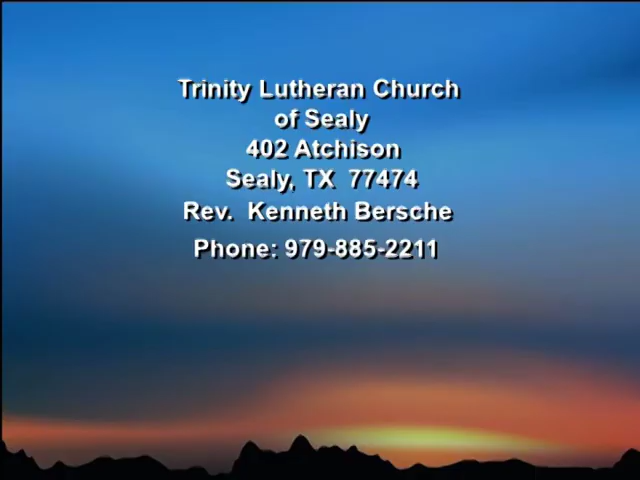 Trinity Lutheran Church
of Sealy
402 Atchison
Sealy, TX  77474
Rev.  Kenneth Bersche
Phone: 979-885-2211